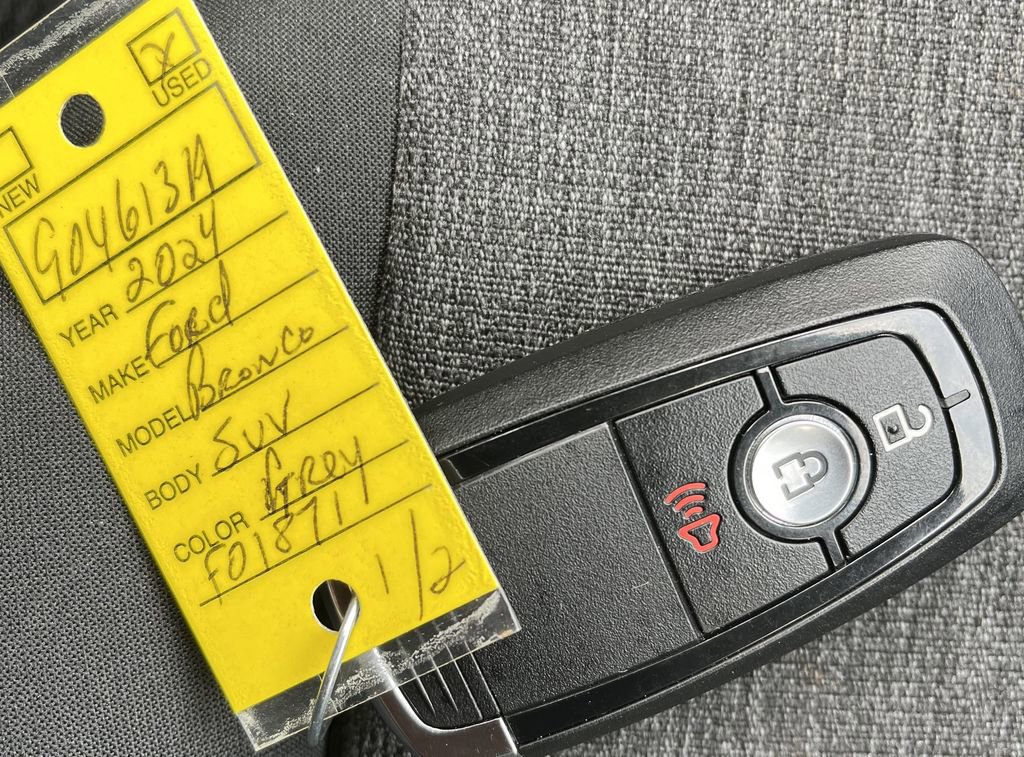 X
USED
NEW
G04613A
YEAR 2024
MAKE Ford
MODEL Bronco
BODY SUV
COLOR Grey
F018711
1/2